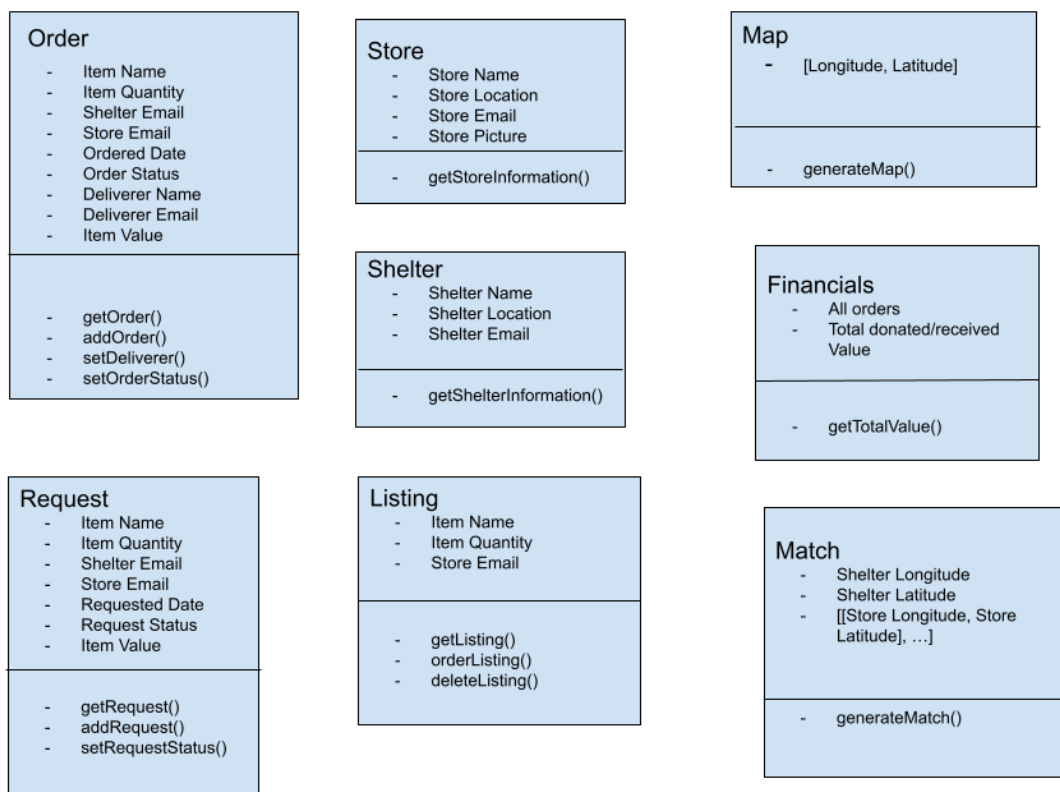 Order
- Item Name
- Item Quantity
- Shelter Email
- Store Email
- Ordered Date
- Order Status
- Deliverer Name
- Deliverer Email
- Item Value
- getOrder()
- addOrder()
- setDeliverer()
- setOrderStatus()
Store
- Store Name
- Store Location
- Store Email
- Store Picture
- getStoreInformation()
Map
- [Longitude, Latitude]
- generateMap()
Shelter
- Shelter Name
- Shelter Location
- Shelter Email
- getShelterInformation()
Financials
- All orders
- Total donated/received
Value
- getTotalValue()
Request
- Item Name
- Item Quantity
- Shelter Email
- Store Email
- Requested Date
- Request Status
- Item Value
- getRequest()
- addRequest()
- setRequestStatus()
Listing
- Item Name
- Item Quantity
- Store Email
- getListing()
- orderListing()
- deleteListing()
Match
- Shelter Longitude
- Shelter Latitude
- [[Store Longitude, Store
Latitude], …]
- generateMatch()